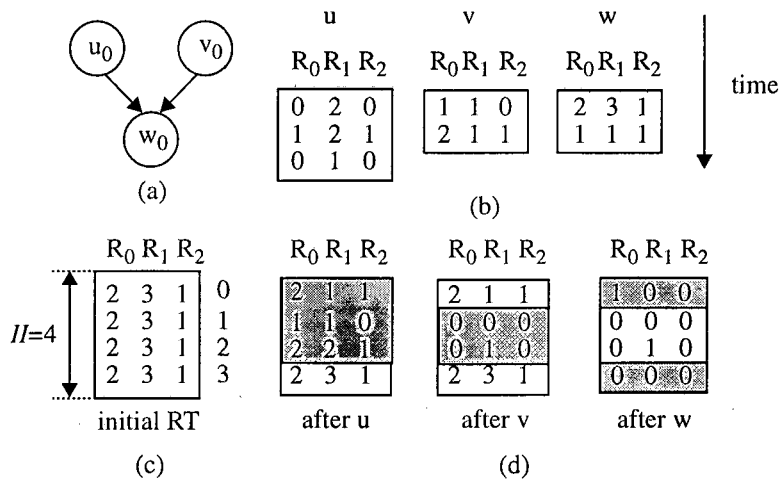 u v w
u0 v0
w0
(a)
R0 R1 R2
0 2 0
1 2 1
0 1 0
R0 R1 R2
1 1 0
2 1 1
R0 R1 R2
2 3 1
1 1 1
time
(b)
II=4
R0 R1 R2
2 3 1 0
2 3 1 1
2 3 1 2
2 3 1 3
initial RT
(c)
R0 R1 R2
2 1 1
1 1 0
2 2 1
2 3 1
after u
R0 R1 R2
2 1 1
0 0 0
0 1 0
2 3 1
after v
R0 R1 R2
1 0 0
0 0 0
0 1 0
0 0 0
after w
(d)